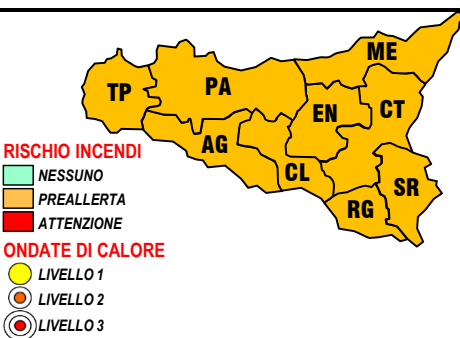 ME
PA
TP
EN
CT
AG
CL
SR
RG
RISCHIO INCENDI
NESSUNO
PREALLERTA
ATTENZIONE
ONDATE DI CALORE
LIVELLO 1
LIVELLO 2
LIVELLO 3